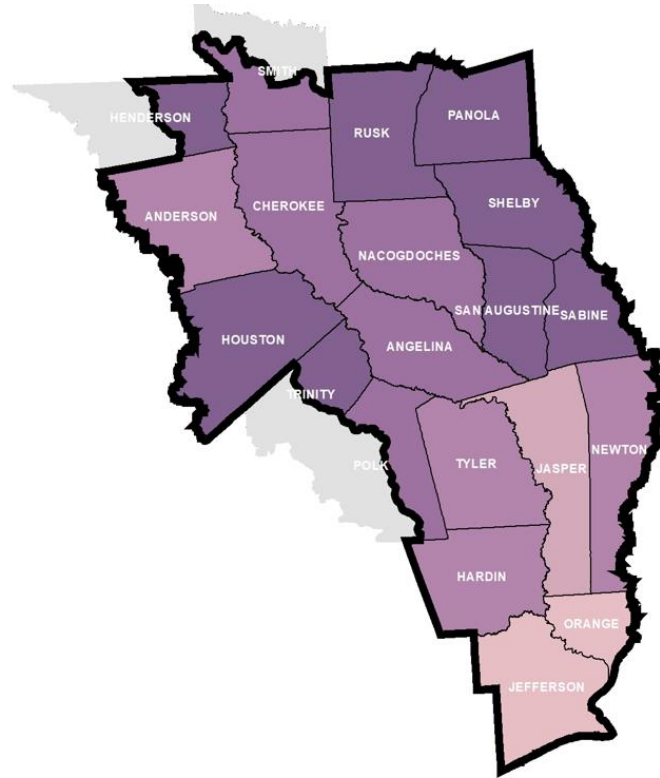 SMITH
HENDERSON
RUSK
PANOLA
ANDERSON
CHEROKEE
SHELBY
NACOGDOCHES
SAN AUGUSTINE
SABINE
HOUSTON
ANGELINA
TRINITY
POLK
TYLER
JASPER
NEWTON
HARDIN
ORANGE
JEFFERSON